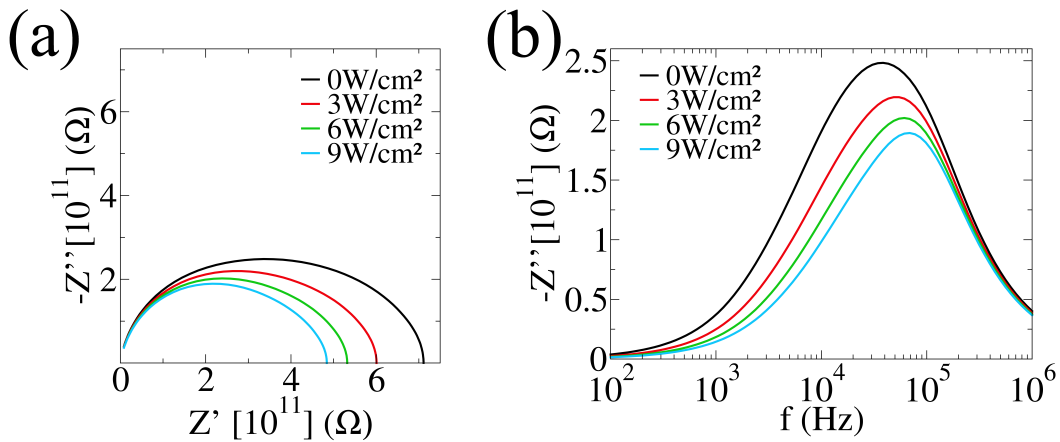 (a)
0W/cm²
3W/cm²
6W/cm²
9W/cm²
-Z'' [10¹¹] (Ω)
6
4
2
0 2 4 6
Z' [10¹¹] (Ω)
(b)
0W/cm²
3W/cm²
6W/cm²
9W/cm²
-Z'' [10¹¹] (Ω)
2.5
2
1.5
1
0.5
0
10² 10³ 10⁴ 10⁵ 10⁶
f (Hz)